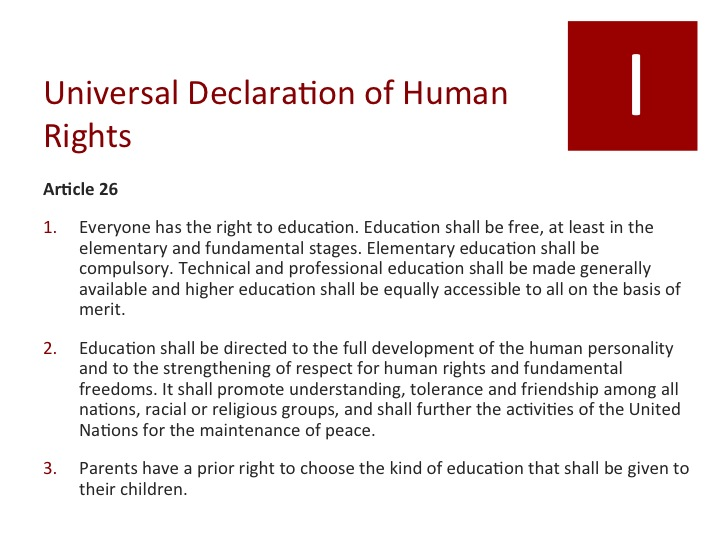 Universal Declaration of Human
Rights
I
Article 26
1. Everyone has the right to education. Education shall be free, at least in the
elementary and fundamental stages. Elementary education shall be
compulsory. Technical and professional education shall be made generally
available and higher education shall be equally accessible to all on the basis of
merit.
2. Education shall be directed to the full development of the human personality
and to the strengthening of respect for human rights and fundamental
freedoms. It shall promote understanding, tolerance and friendship among all
nations, racial or religious groups, and shall further the activities of the United
Nations for the maintenance of peace.
3. Parents have a prior right to choose the kind of education that shall be given to
their children.